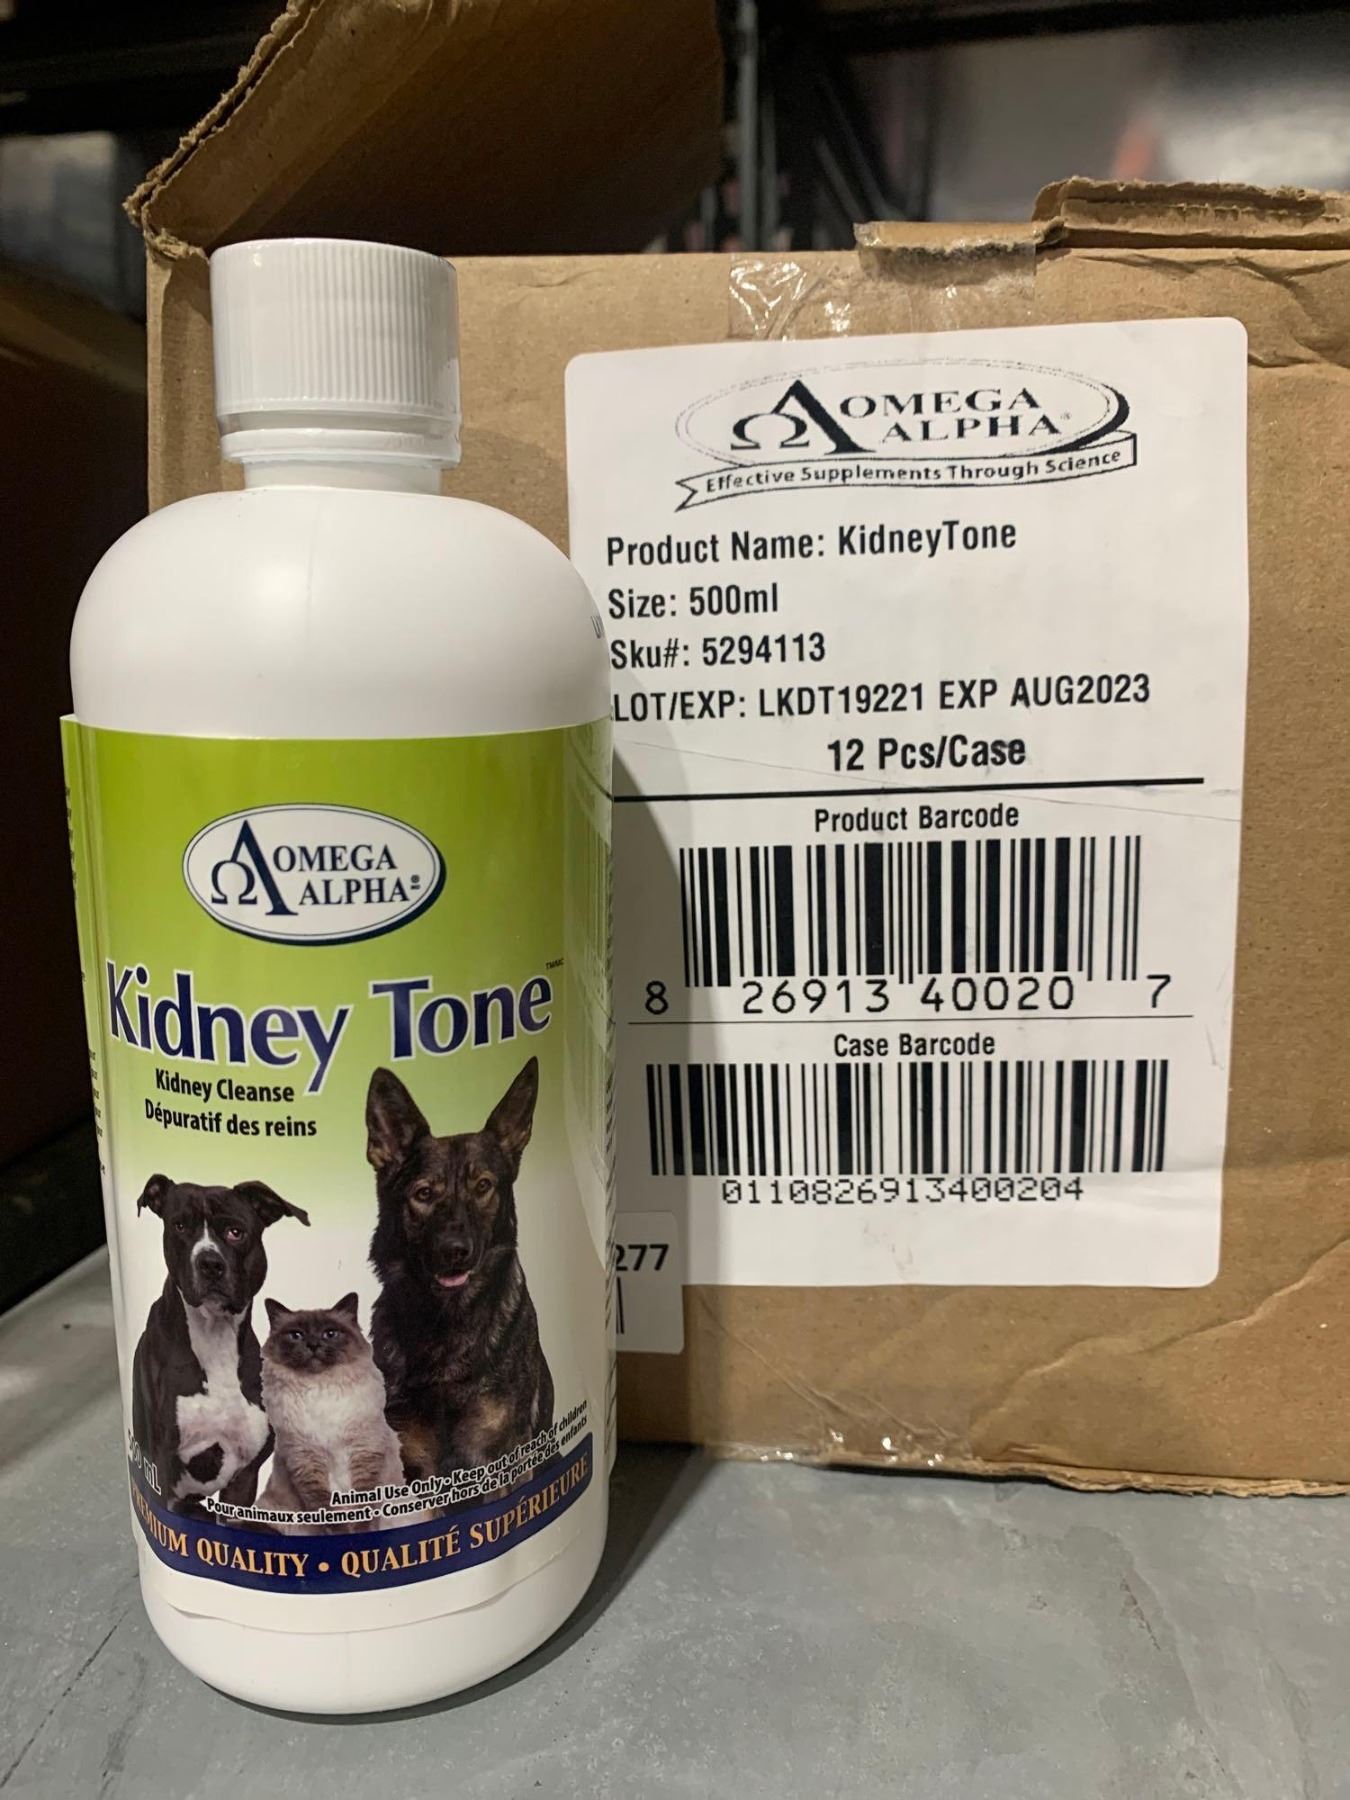 OMEGA
ALPHA®
Effective Supplements Through Science
Product Name: KidneyTone
Size: 500ml
Sku#: 5294113
LOT/EXP: LKDT19221 EXP AUG2023
12 Pcs/Case
Product Barcode
8 26913 40020 7
Case Barcode
0110826913400204
277
OMEGA
ALPHA
Kidney Tone
Kidney Cleanse
Dépuratif des reins
Animal Use Only • Keep out of reach of children
Pour animaux seulement • Conserver hors de la portée des enfants
PREMIUM QUALITY • QUALITÉ SUPÉRIEURE